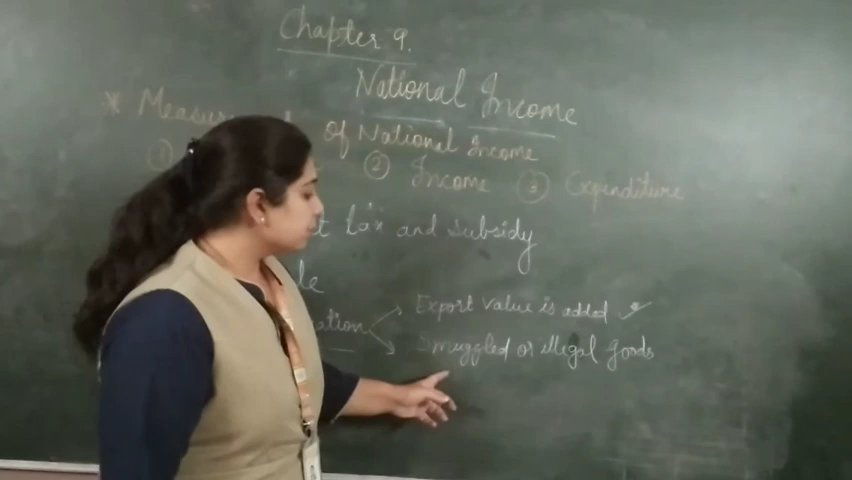 Chapter 9.
National Income
* Measur of National Income
① ② Income ③ Expenditure
t tax and subsidy
le
ation Export value is added ✓
Smuggled or illegal goods